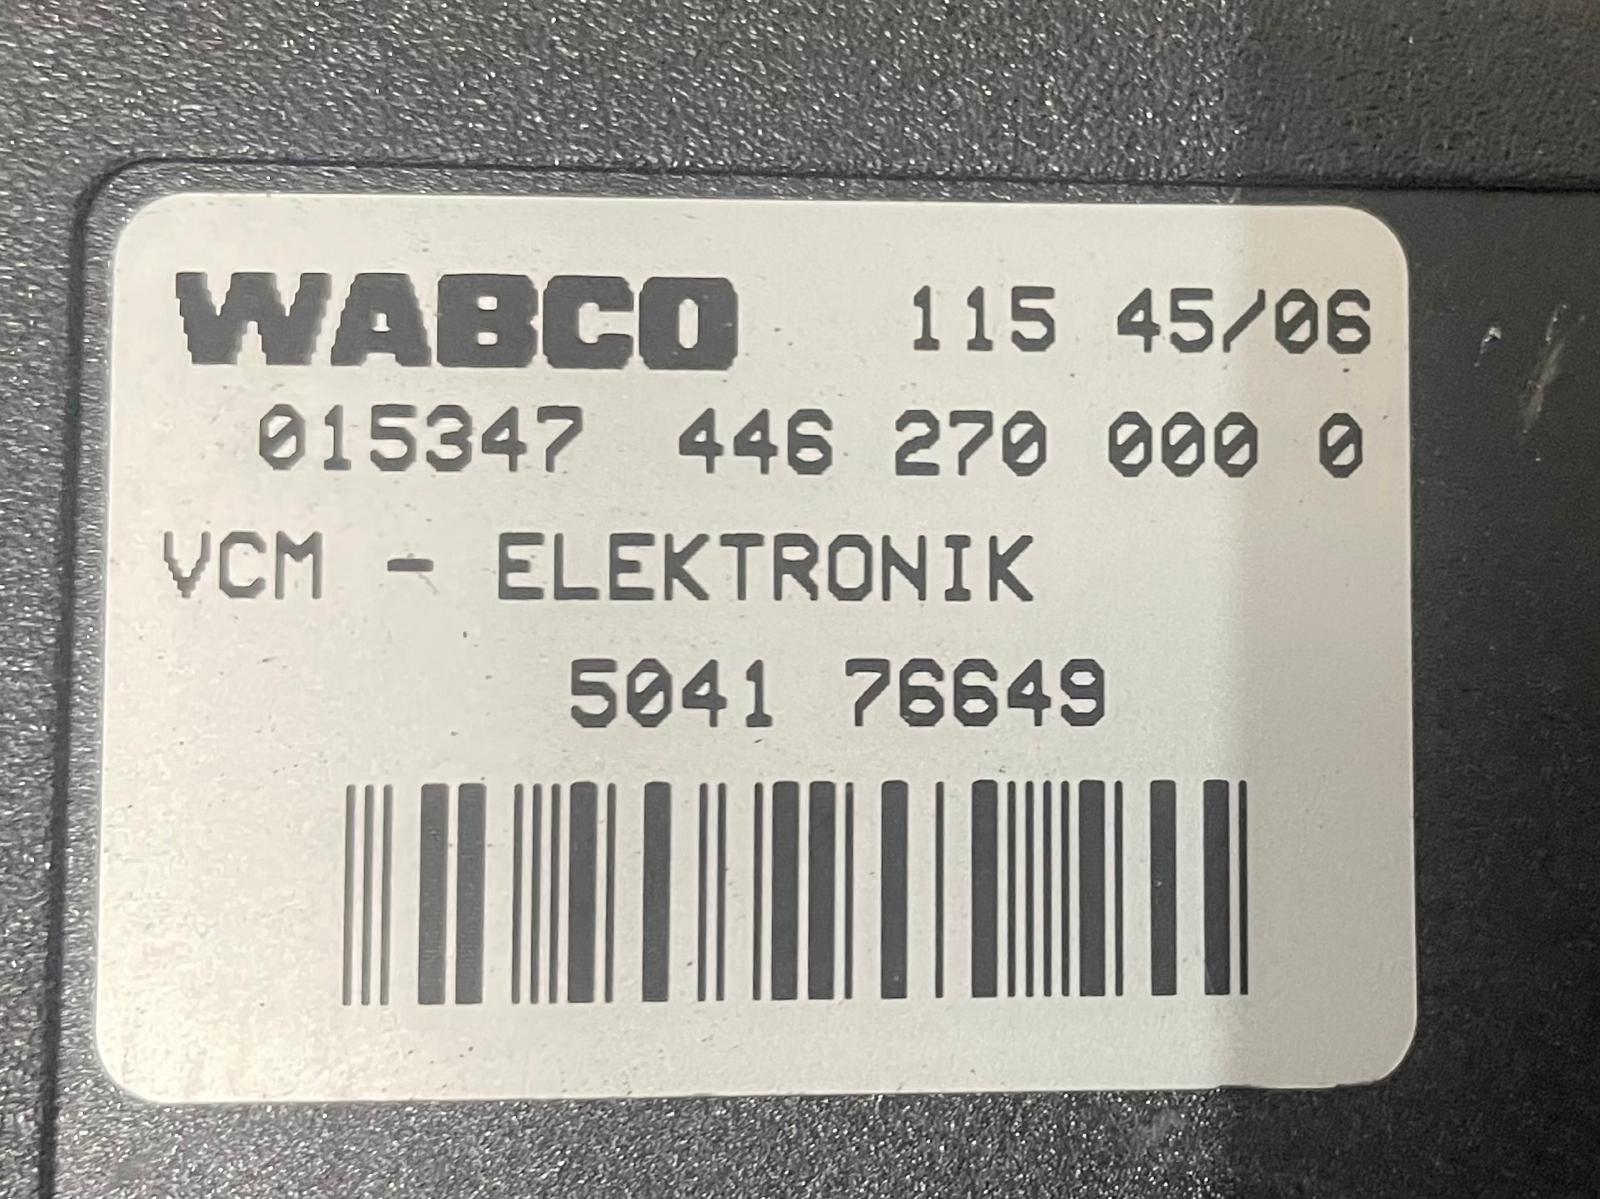 WABCO 115 45/06
015347 446 270 000 0
VCM - ELEKTRONIK
5041 76649